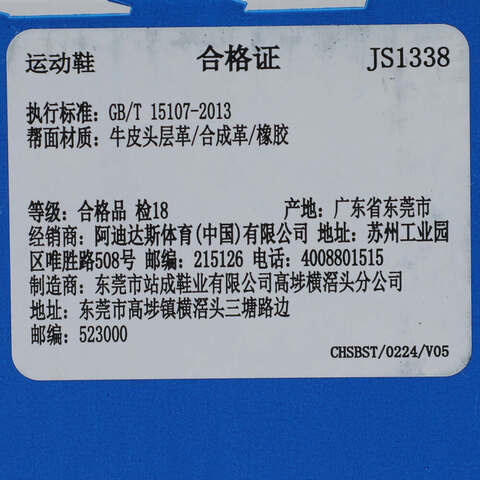 运动鞋 合格证 JS1338
执行标准: GB/T 15107-2013
帮面材质: 牛皮头层革/合成革/橡胶
等级: 合格品 检18 产地: 广东省东莞市
经销商: 阿迪达斯体育(中国)有限公司 地址: 苏州工业园
区唯胜路508号 邮编: 215126 电话: 4008801515
制造商: 东莞市站成鞋业有限公司高埗横滘头分公司
地址: 东莞市高埗镇横滘头三塘路边
邮编: 523000
CHSBST/0224/V05